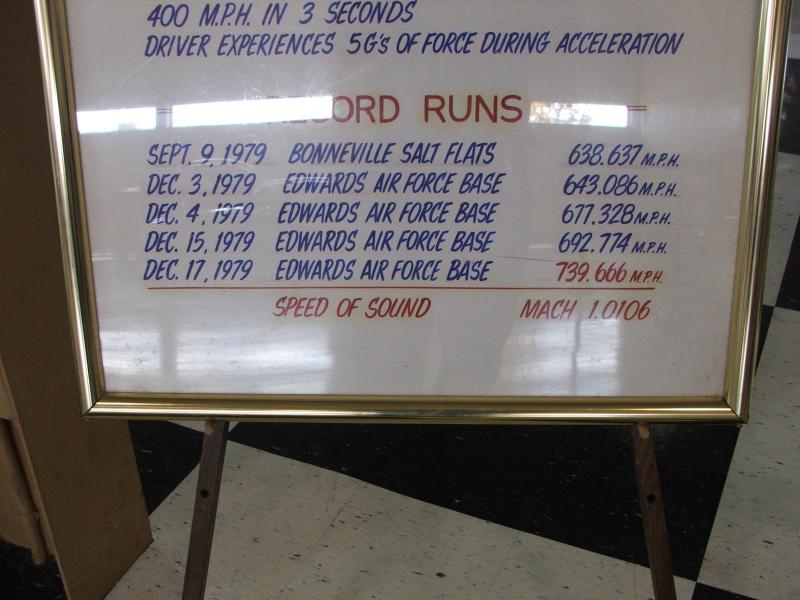 400 M.P.H. IN 3 SECONDS
DRIVER EXPERIENCES 5G's OF FORCE DURING ACCELERATION
RECORD RUNS
SEPT. 9, 1979 BONNEVILLE SALT FLATS 638.637 M.P.H.
DEC. 3, 1979 EDWARDS AIR FORCE BASE 643.086 M.P.H.
DEC. 4, 1979 EDWARDS AIR FORCE BASE 677.328 M.P.H.
DEC. 15, 1979 EDWARDS AIR FORCE BASE 692.774 M.P.H.
DEC. 17, 1979 EDWARDS AIR FORCE BASE 739.666 M.P.H.
SPEED OF SOUND MACH 1.0106